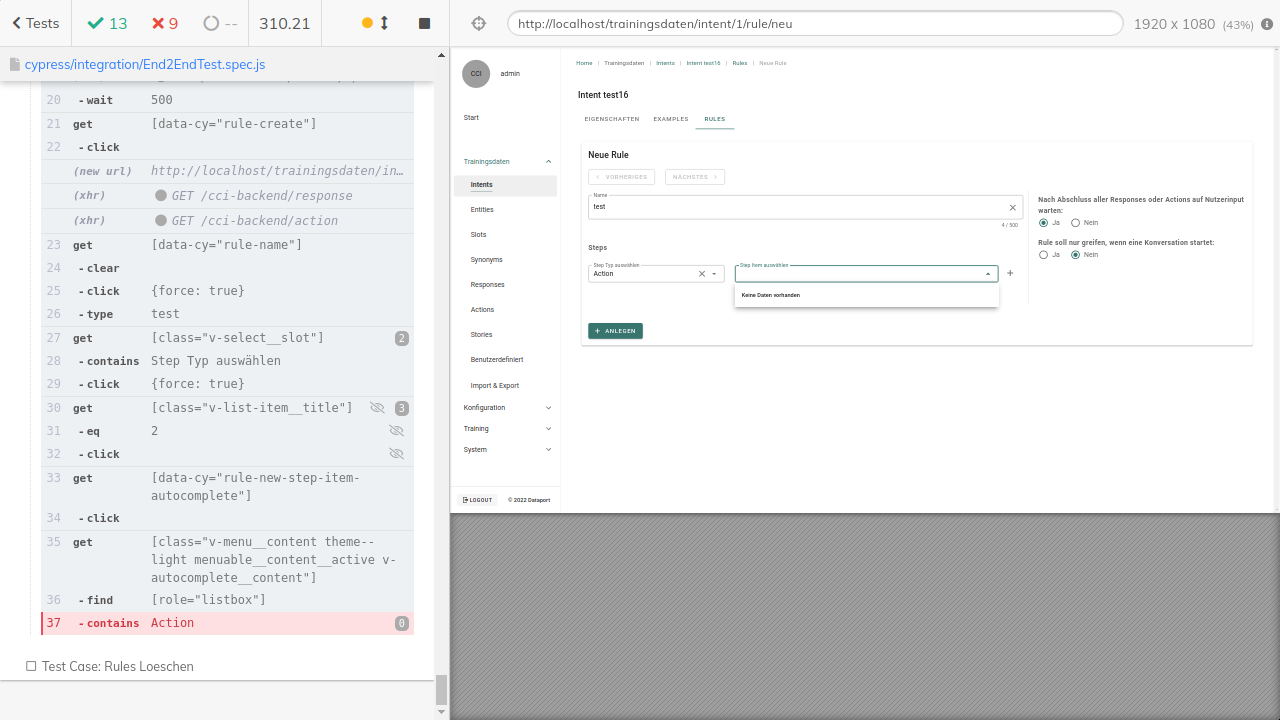 Tests
13
9
--
310.21
http://localhost/trainingsdaten/intent/1/rule/neu
1920 x 1080 (43%)
cypress/integration/End2EndTest.spec.js
20 -wait 500
21 get [data-cy="rule-create"]
22 -click
(new url) http://localhost/trainingsdaten/in...
(xhr) GET /cci-backend/response
(xhr) GET /cci-backend/action
23 get [data-cy="rule-name"]
24 -clear
25 -click {force: true}
26 -type test
27 get [class="v-select__slot"] 2
28 -contains Step Typ auswählen
29 -click {force: true}
30 get [class="v-list-item__title"] 3
31 -eq 2
32 -click
33 get [data-cy="rule-new-step-item-
autocomplete"]
34 -click
35 get [class="v-menu__content theme--
light menuable__content__active v-
autocomplete__content"]
36 -find [role="listbox"]
37 -contains Action 0
Test Case: Rules Loeschen
CCI
admin
Start
Trainingsdaten
Intents
Entities
Slots
Synonyms
Responses
Actions
Stories
Benutzerdefiniert
Import & Export
Konfiguration
Training
System
LOGOUT
© 2022 Dataport
Home | Trainingsdaten | Intents | Intent test16 | Rules | Neue Rule
Intent test16
EIGENSCHAFTEN EXAMPLES RULES
Neue Rule
VORHERIGES NÄCHSTES
Name
test
4 / 500
Steps
Step Typ auswählen
Action
Step Item auswählen
Keine Daten vorhanden
+ ANLEGEN
Nach Abschluss aller Responses oder Actions auf Nutzerinput
warten:
Ja Nein
Rule soll nur greifen, wenn eine Konversation startet:
Ja Nein